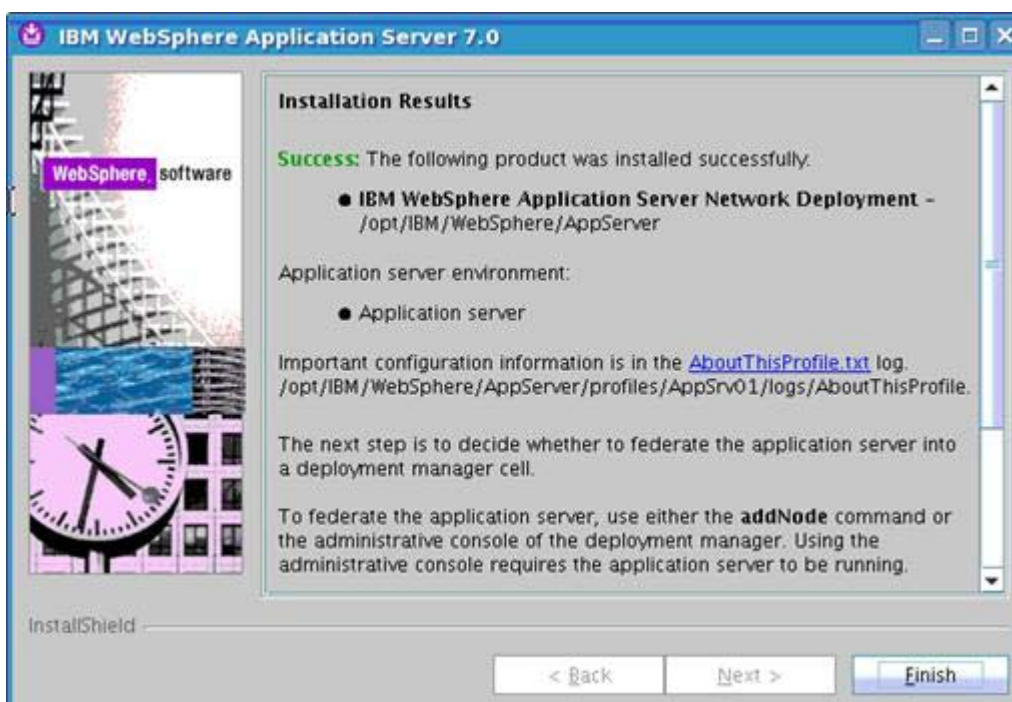 IBM WebSphere Application Server 7.0
WebSphere. software
Installation Results
Success: The following product was installed successfully.
● IBM WebSphere Application Server Network Deployment –
/opt/IBM/WebSphere/AppServer
Application server environment:
● Application server
Important configuration information is in the AboutThisProfile.txt log.
/opt/IBM/WebSphere/AppServer/profiles/AppSrv01/logs/AboutThisProfile.
The next step is to decide whether to federate the application server into
a deployment manager cell.
To federate the application server, use either the addNode command or
the administrative console of the deployment manager. Using the
administrative console requires the application server to be running.
InstallShield
< Back
Next >
Finish